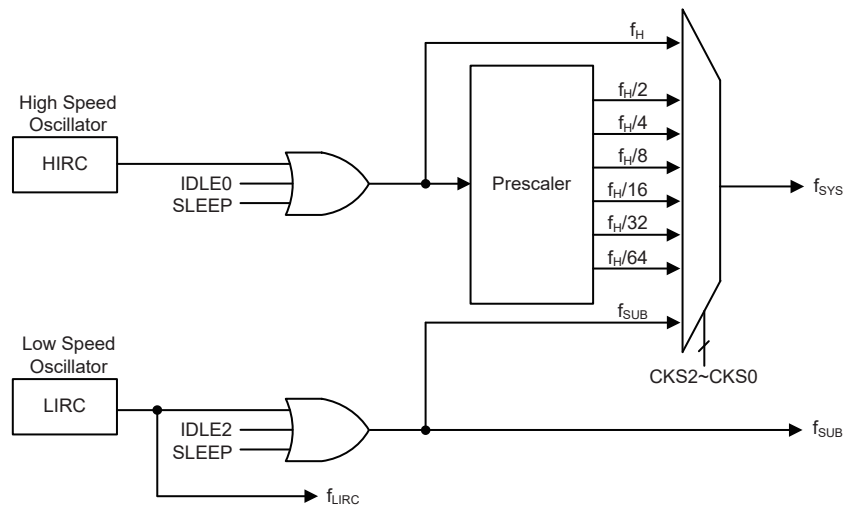 f_H
High Speed
Oscillator
HIRC
IDLE0
SLEEP
Prescaler
f_H/2
f_H/4
f_H/8
f_H/16
f_H/32
f_H/64
f_SYS
f_SUB
CKS2~CKS0
Low Speed
Oscillator
LIRC
IDLE2
SLEEP
f_SUB
f_LIRC